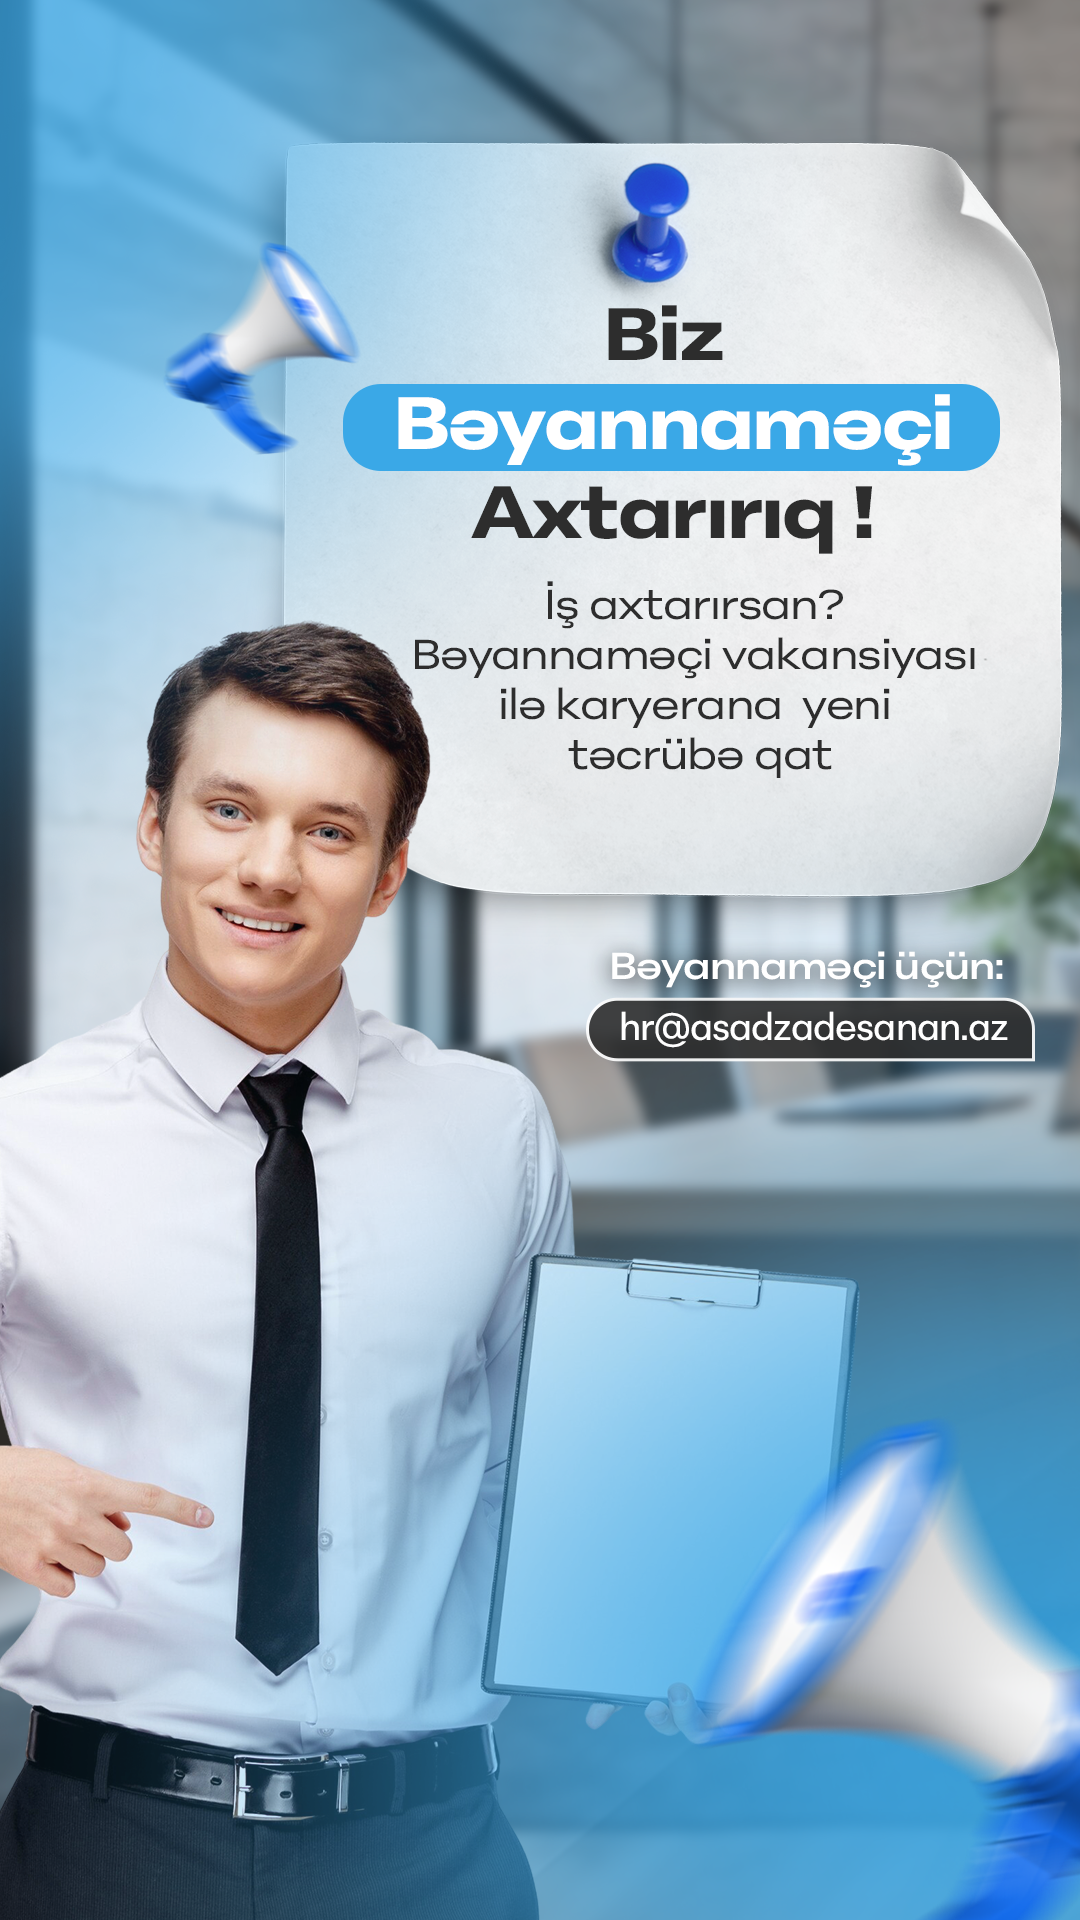 Biz
Bəyannaməçi
Axtarırıq !
İş axtarırsan?
Bəyannaməçi vakansiyası
ilə karyerana yeni
təcrübə qat
Bəyannaməçi üçün:
hr@asadzadesanan.az